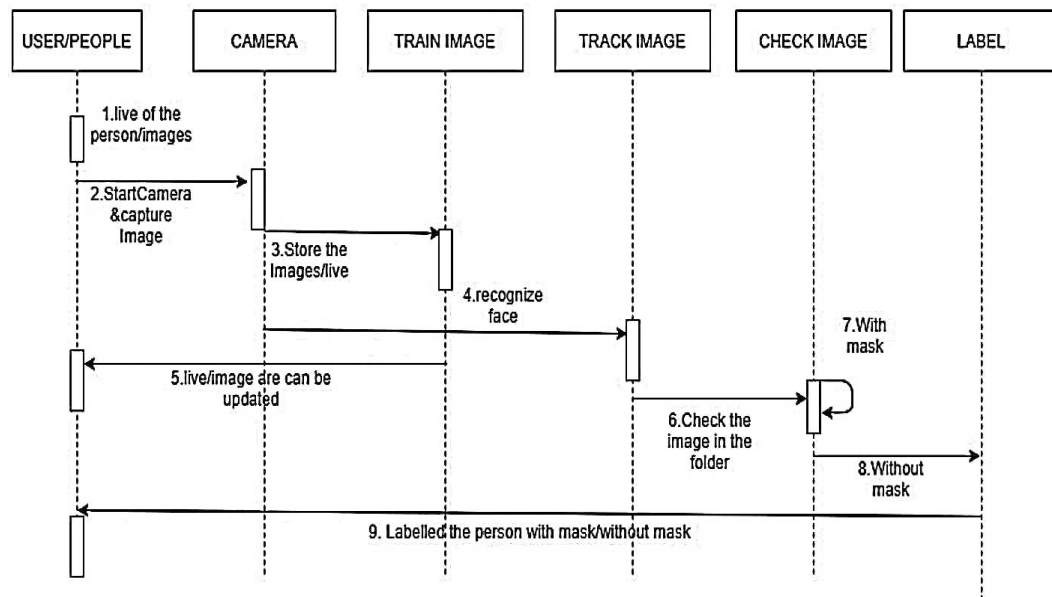 USER/PEOPLE
CAMERA
TRAIN IMAGE
TRACK IMAGE
CHECK IMAGE
LABEL
1.live of the
person/images
2.StartCamera
&capture
Image
3.Store the
Images/live
4.recognize
face
5.live/image are can be
updated
6.Check the
image in the
folder
7.With
mask
8.Without
mask
9. Labelled the person with mask/without mask